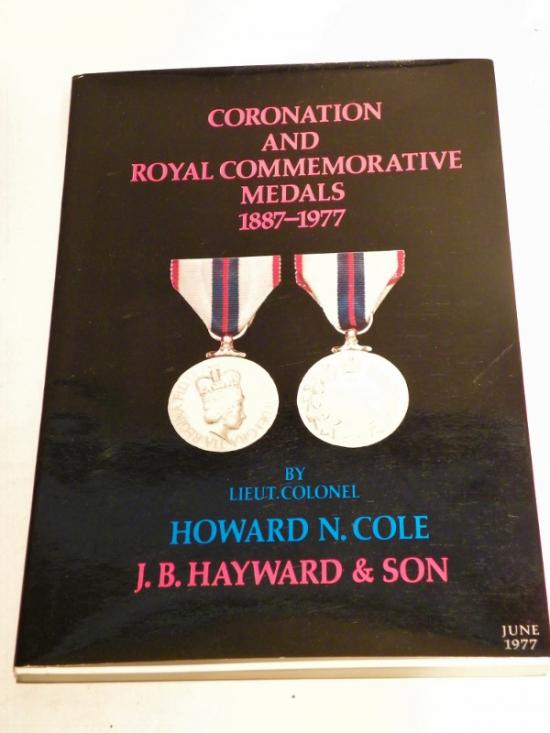 CORONATION
AND
ROYAL COMMEMORATIVE
MEDALS
1887–1977
BY
LIEUT. COLONEL
HOWARD N. COLE
J. B. HAYWARD & SON
JUNE
1977